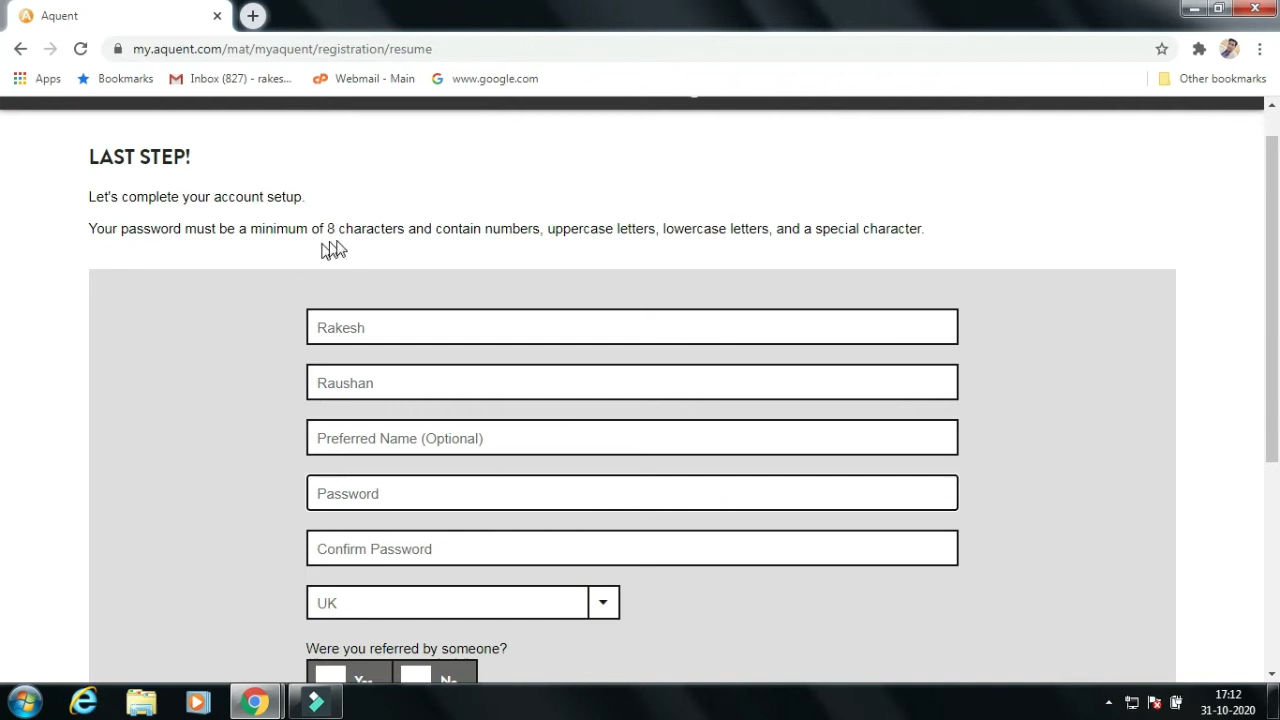 Aquent
my.aquent.com/mat/myaquent/registration/resume
Apps
Bookmarks
Inbox (827) - rakes...
Webmail - Main
www.google.com
Other bookmarks
LAST STEP!
Let's complete your account setup.
Your password must be a minimum of 8 characters and contain numbers, uppercase letters, lowercase letters, and a special character.
Rakesh
Raushan
Preferred Name (Optional)
Password
Confirm Password
UK
Were you referred by someone?
Yes
No
17:12
31-10-2020